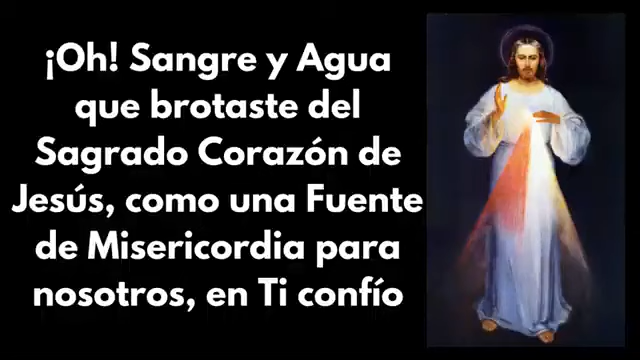 ¡Oh! Sangre y Agua
que brotaste del
Sagrado Corazón de
Jesús, como una Fuente
de Misericordia para
nosotros, en Ti confío